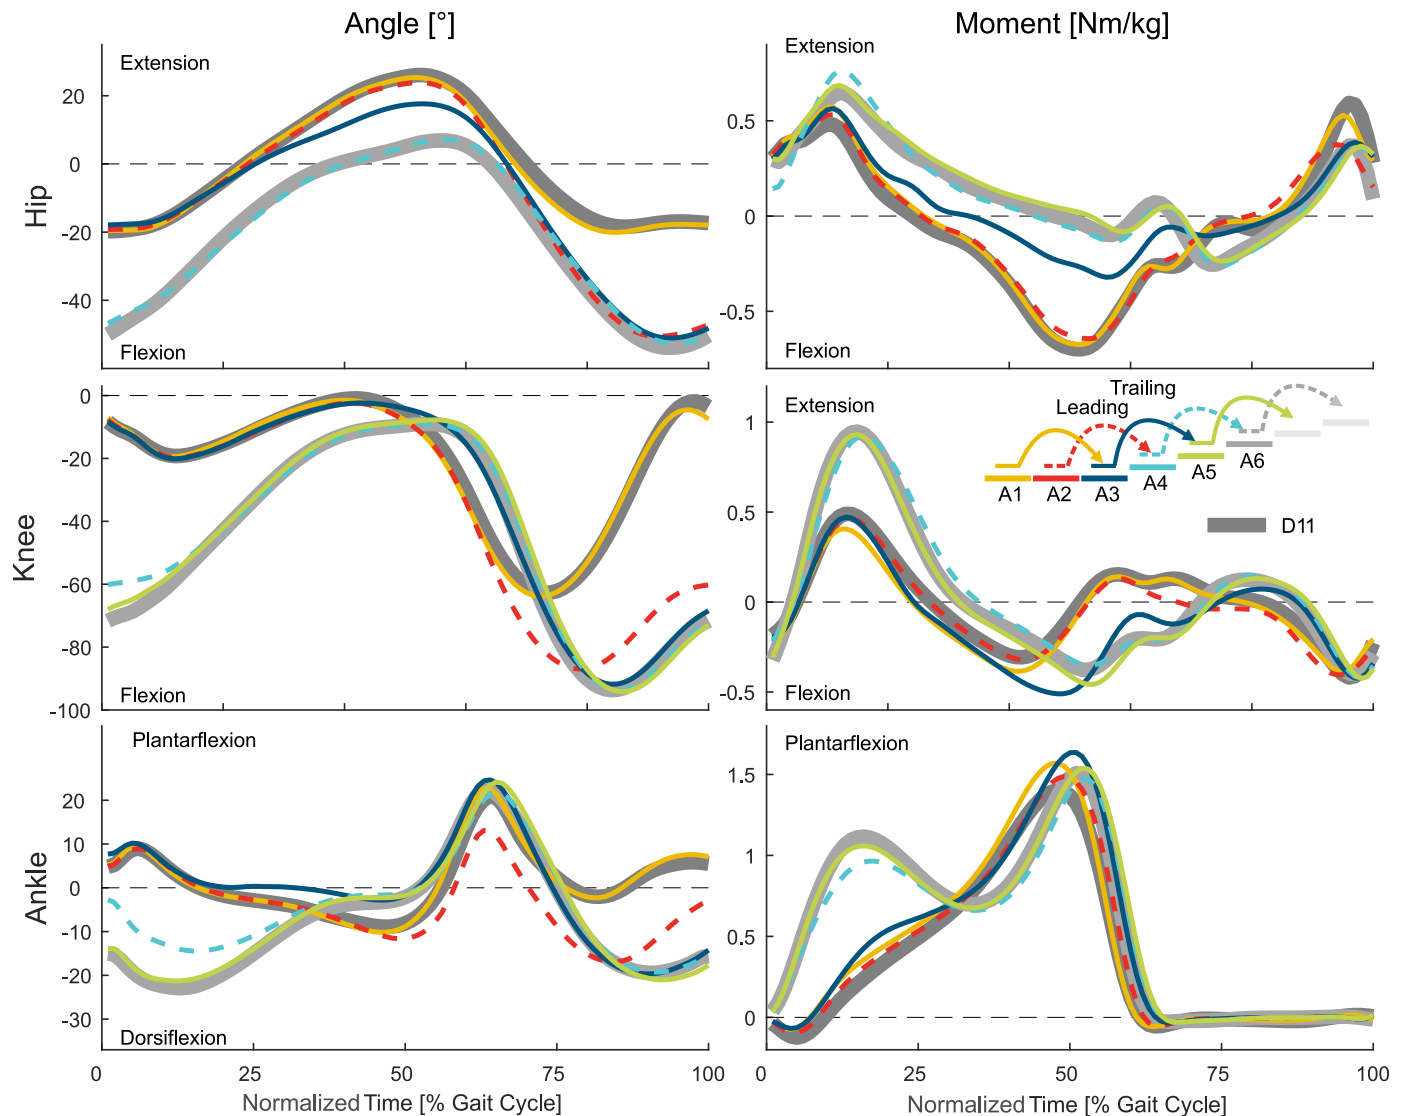 Angle [°]
Moment [Nm/kg]
Hip
Extension
20
0
-20
-40
Flexion
Extension
0.5
0
-0.5
Flexion
Knee
0
-20
-40
-60
-80
-100
Flexion
Extension
1
0.5
0
-0.5
Flexion
Trailing
Leading
A1
A2
A3
A4
A5
A6
D11
Ankle
Plantarflexion
20
10
0
-10
-20
-30
Dorsiflexion
Plantarflexion
1.5
1
0.5
0
0
25
50
75
100
0
25
50
75
100
Normalized Time [% Gait Cycle]
Normalized Time [% Gait Cycle]